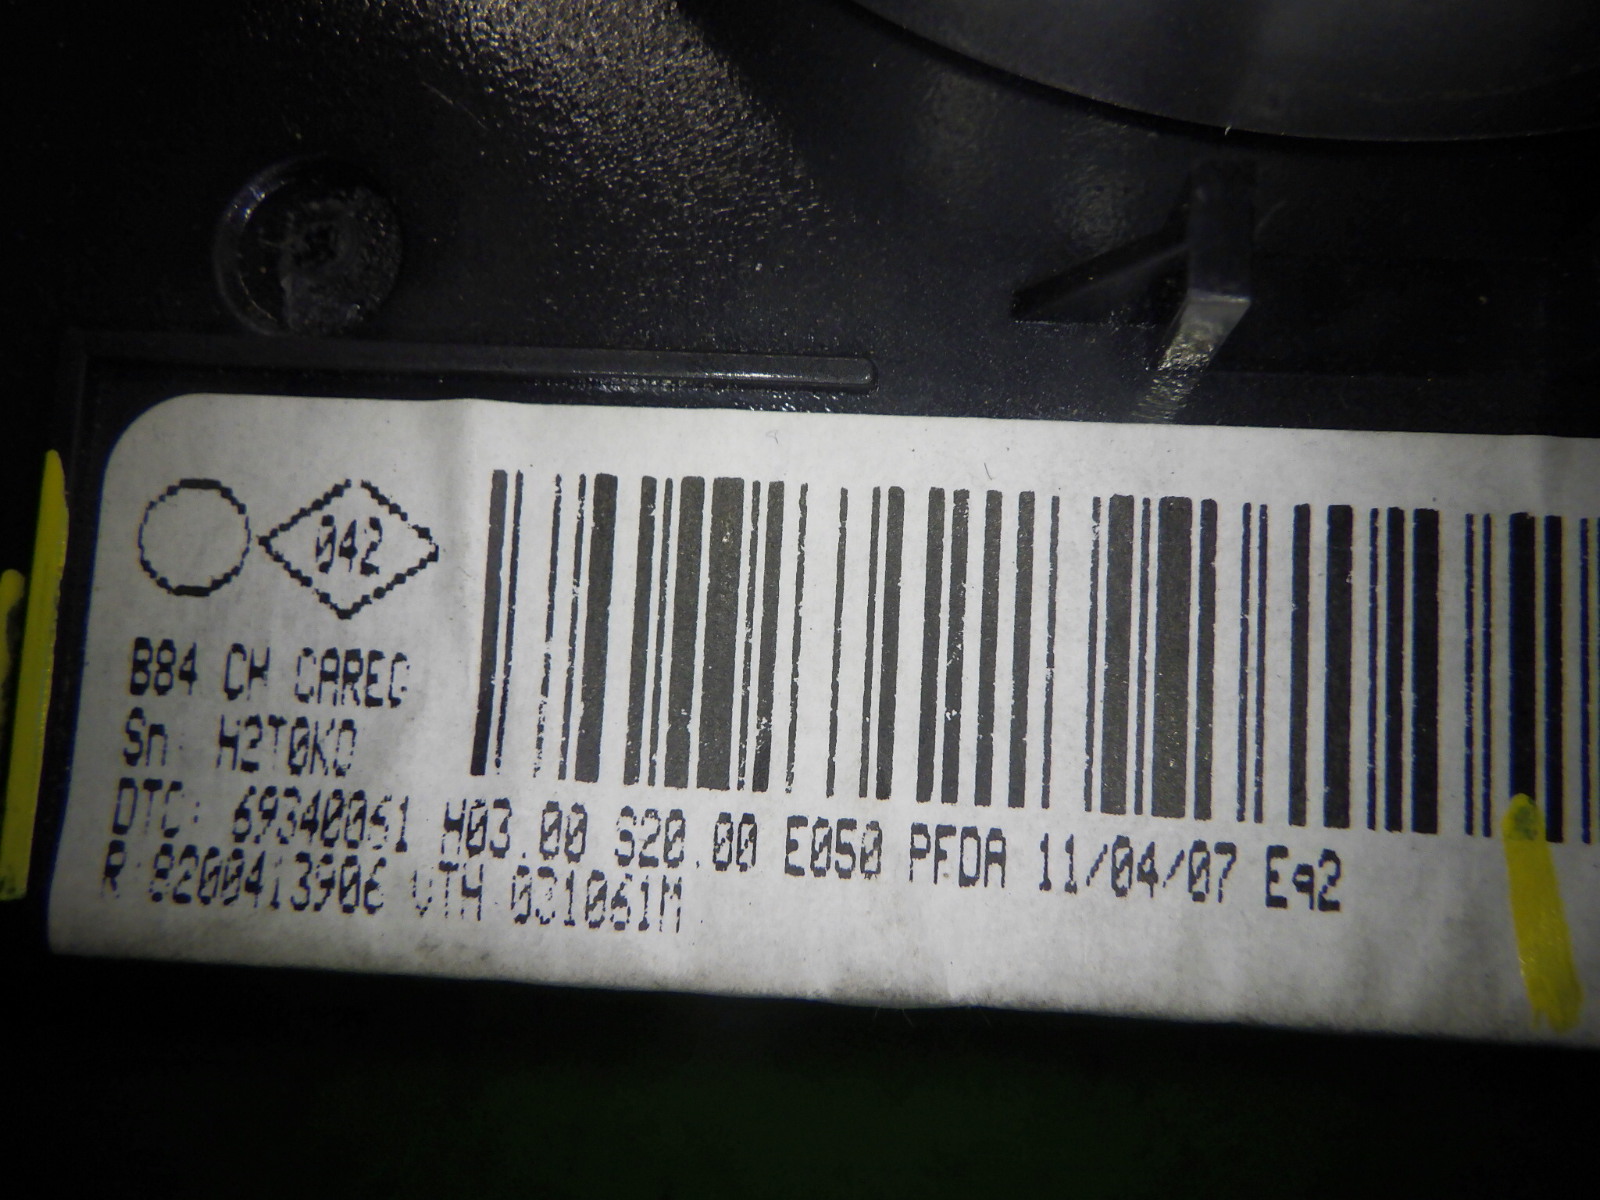 042
B84 CH CAREC
Sn: H2T0KO
DTC: 69340061 H03.00 S20.00 E050 PFDA 11/04/07 Eq2
R:8200413906 VTH 031061M